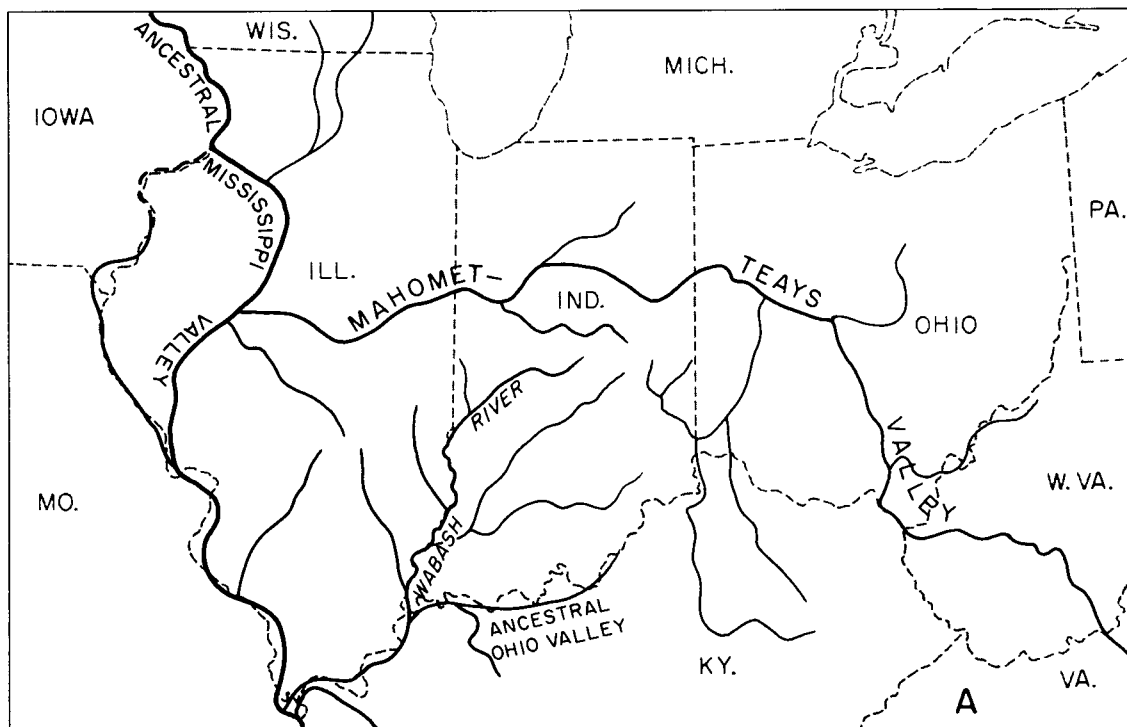 ANCESTRAL
MISSISSIPPI
VALLEY
WIS.
MICH.
IOWA
PA.
ILL.
MAHOMET–
TEAYS
VALLEY
IND.
OHIO
RIVER
WABASH
MO.
W. VA.
ANCESTRAL
OHIO VALLEY
KY.
VA.
A